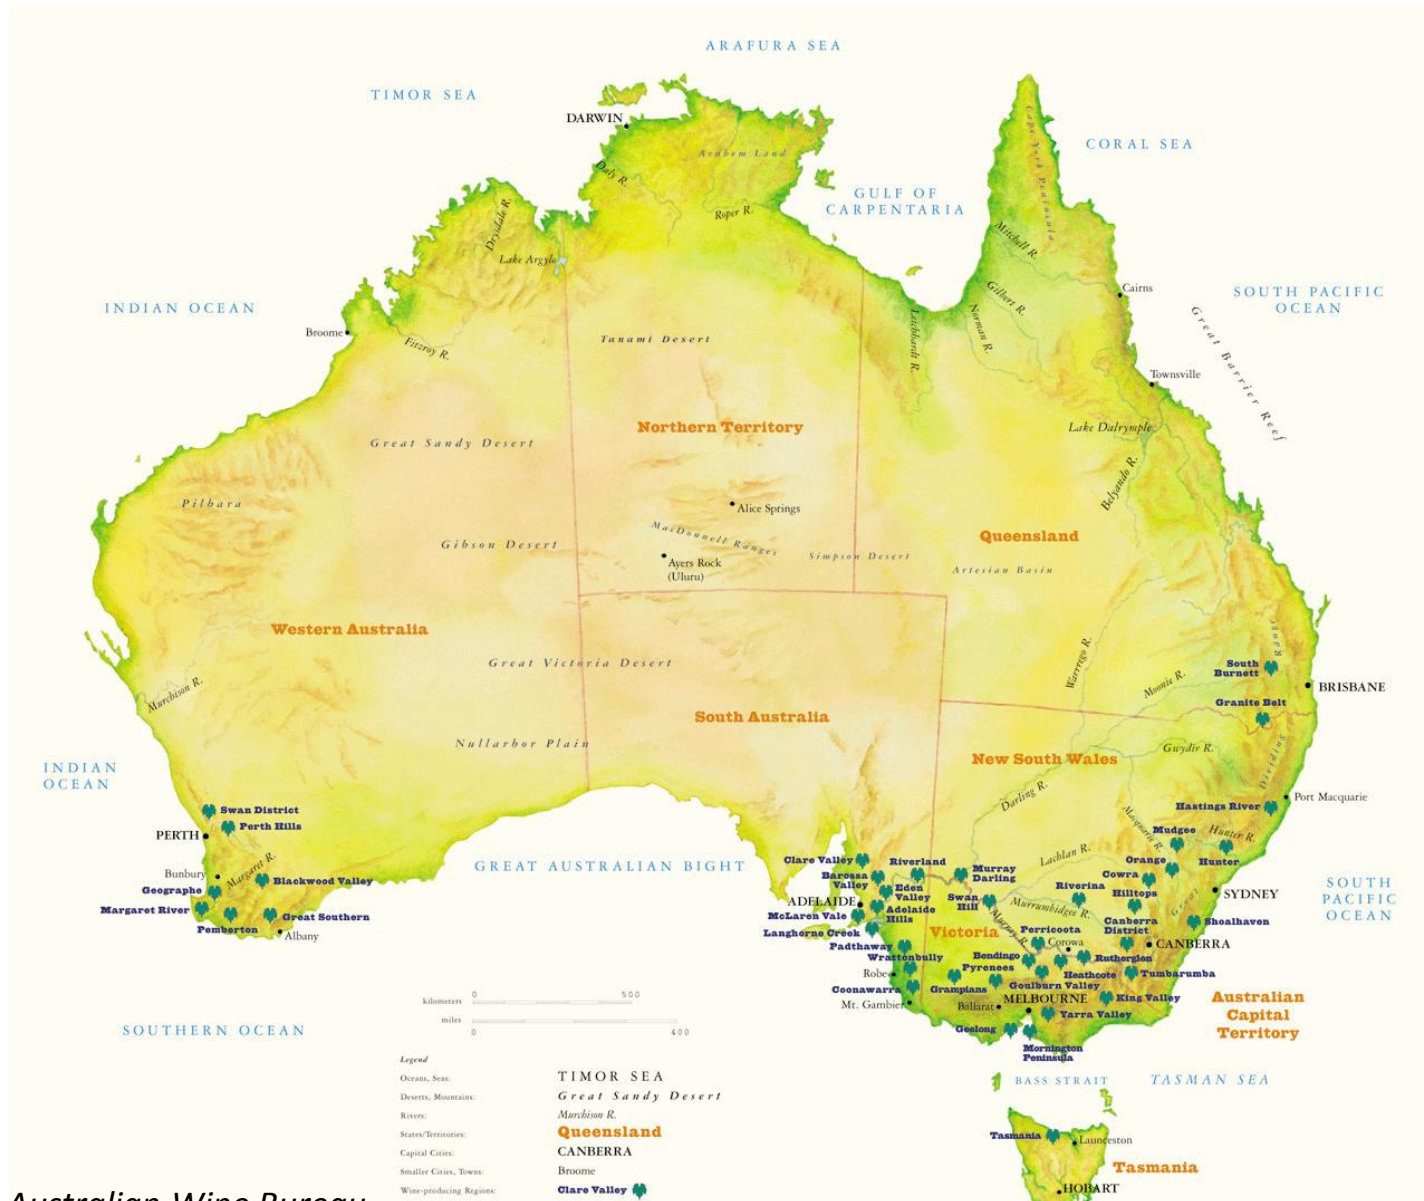 ARAFURA SEA
TIMOR SEA
DARWIN
Arnhem Land
CORAL SEA
Cape York Peninsula
Daly R.
GULF OF
CARPENTARIA
Roper R.
Drysdale R.
Mitchell R.
Lake Argyle
Cairns
Gilbert R.
SOUTH PACIFIC
OCEAN
INDIAN OCEAN
Broome
Fitzroy R.
Tanami Desert
Leichhardt R.
Norman R.
Great Barrier Reef
Townsville
Northern Territory
Lake Dalrymple
Great Sandy Desert
Belyando R.
Pilbara
Alice Springs
MacDonnell Ranges
Gibson Desert
Simpson Desert
Queensland
Ayers Rock
(Uluru)
Artesian Basin
Western Australia
Great Victoria Desert
Warrego R.
Range
South
Burnett
BRISBANE
Murchison R.
Moonie R.
Granite Belt
South Australia
Nullarbor Plain
Gwydir R.
New South Wales
Dividing
INDIAN
OCEAN
Darling R.
Port Macquarie
Hastings River
Swan District
Perth Hills
PERTH
Macquarie R.
Mudgee
Hunter R.
Hunter
GREAT AUSTRALIAN BIGHT
Clare Valley
Riverland
Murray
Darling
Lachlan R.
Orange
Margaret R.
Bunbury
Blackwood Valley
Barossa
Valley
Eden
Valley
Cowra
Riverina
Hilltops
Great
SYDNEY
SOUTH
PACIFIC
OCEAN
Geographe
Margaret River
Great Southern
Pemberton
Albany
ADELAIDE
Adelaide
Hills
Swan
Hill
Murrumbidgee R.
McLaren Vale
Langhorne Creek
Murray R.
Victoria
Perricoota
Corowa
Canberra
District
Shoalhaven
CANBERRA
Padthaway
Wrattonbully
Bendingo
Rutherglen
Robe
Pyrenees
Heathcote
Tumbarumba
Coonawarra
Grampians
Goulburn Valley
Mt. Gambier
Ballarat
MELBOURNE
King Valley
Yarra Valley
Australian
Capital
Territory
Geelong
Mornington
Peninsula
SOUTHERN OCEAN
kilometers 0 500
miles
0 400
BASS STRAIT
TASMAN SEA
Tasmania
Launceston
Tasmania
HOBART
Legend
Oceans, Seas: TIMOR SEA
Deserts, Mountains: Great Sandy Desert
Rivers: Murchison R.
States/Territories: Queensland
Capital Cities: CANBERRA
Smaller Cities, Towns: Broome
Wine-producing Regions: Clare Valley
Australian Wine Bureau